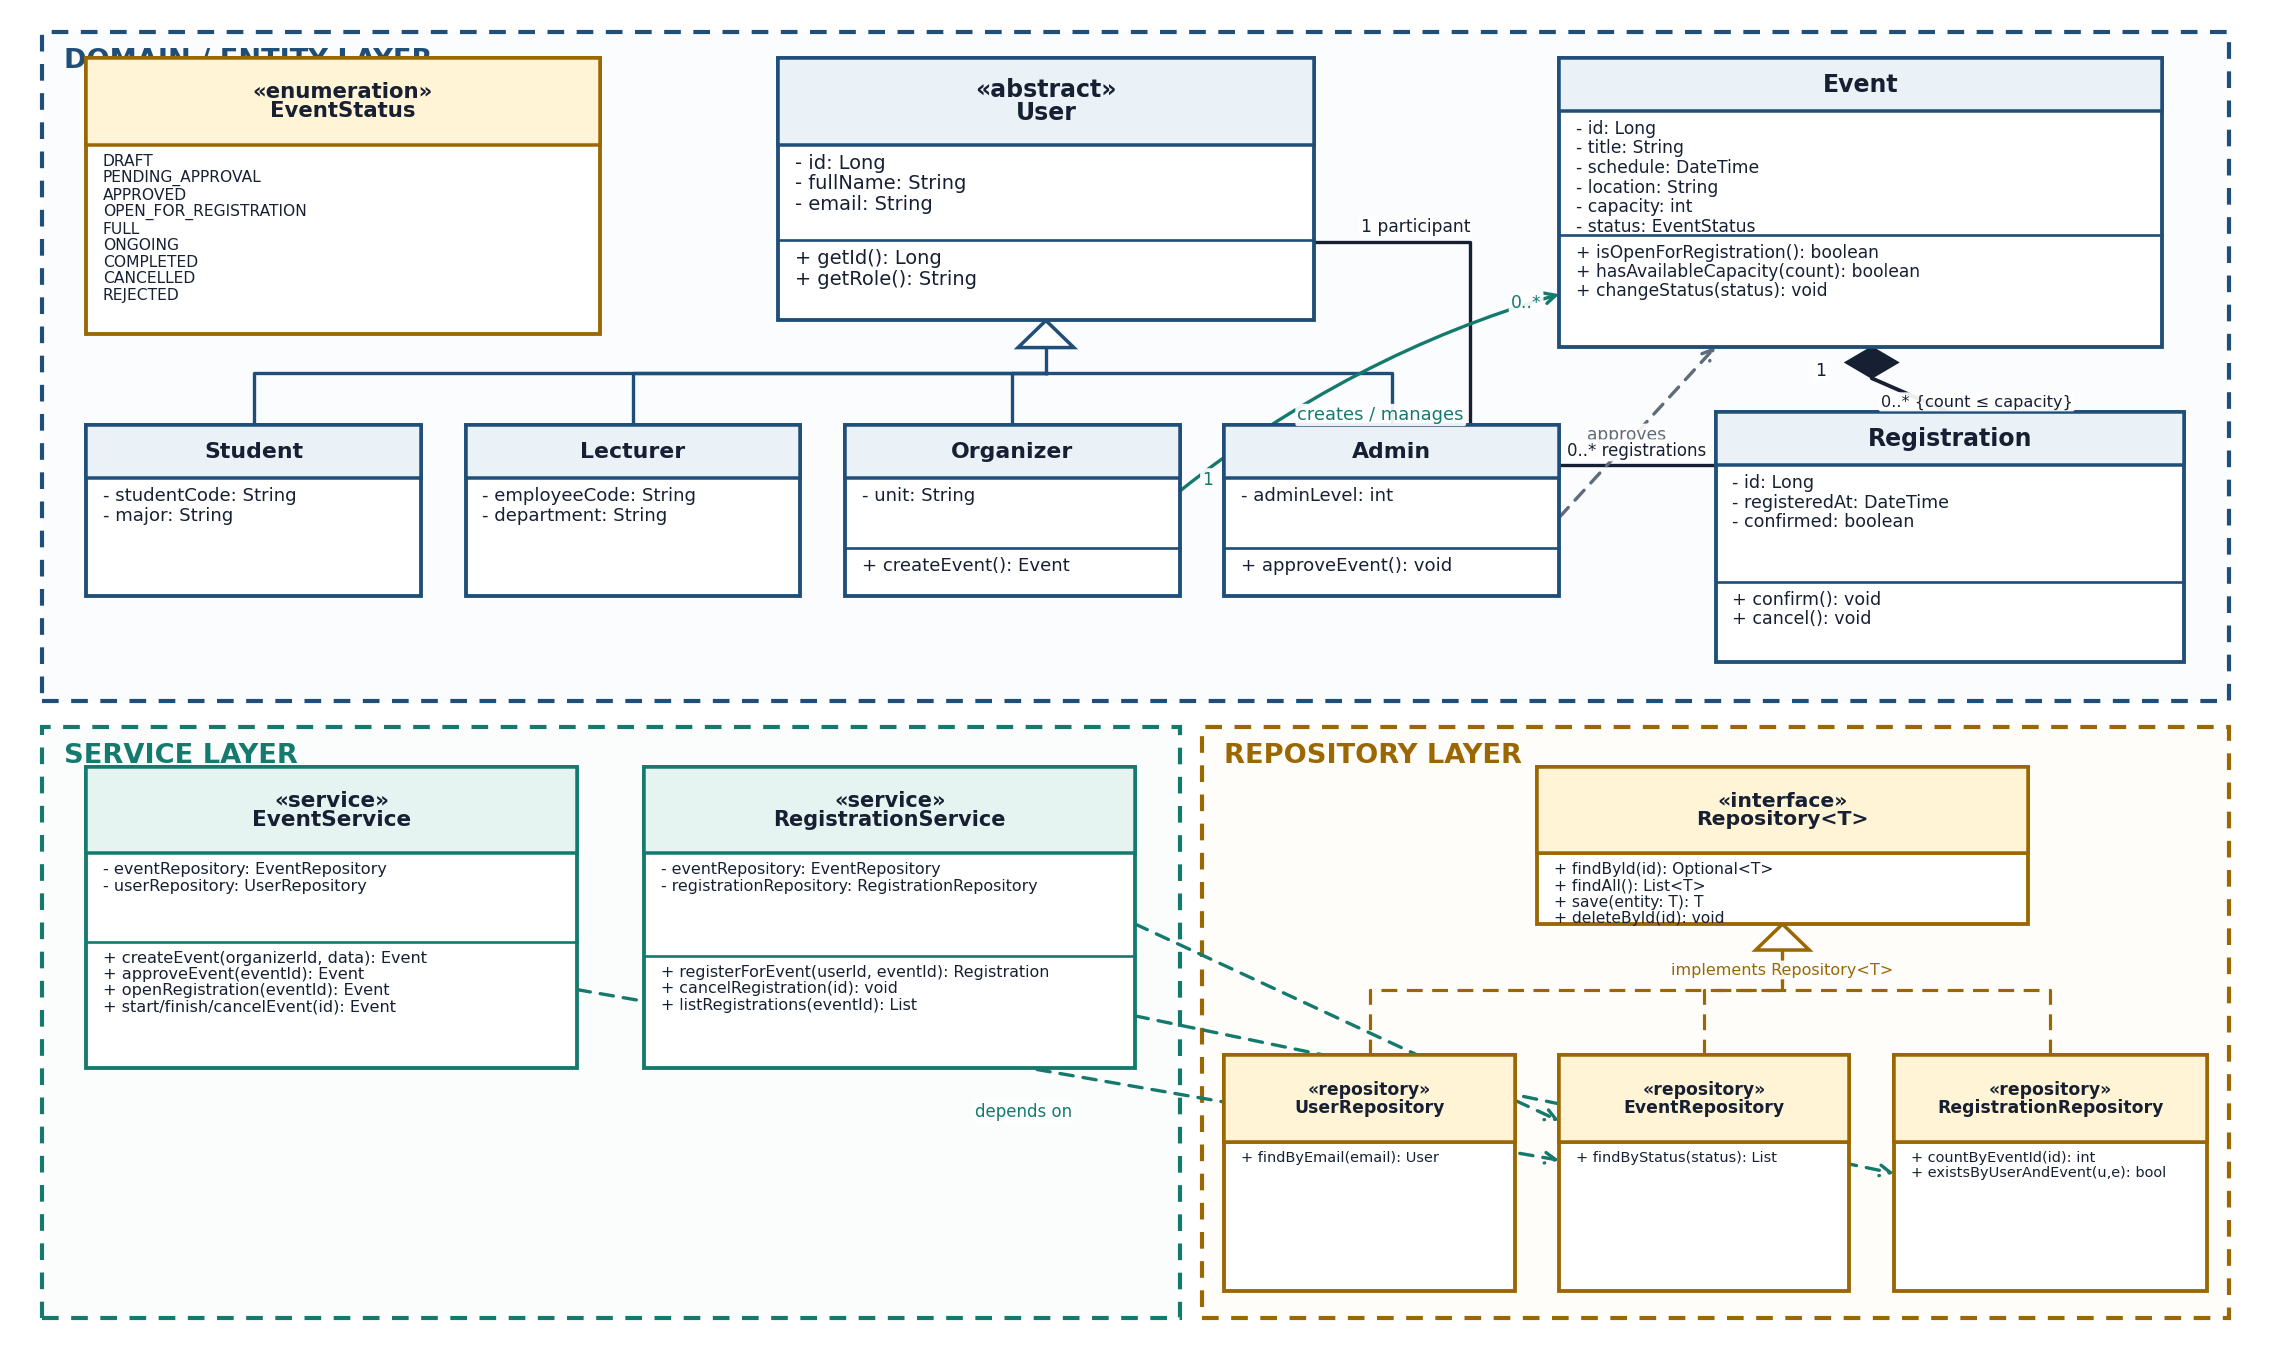 DOMAIN / ENTITY LAYER
«enumeration»
EventStatus
DRAFT
PENDING_APPROVAL
APPROVED
OPEN_FOR_REGISTRATION
FULL
ONGOING
COMPLETED
CANCELLED
REJECTED
«abstract»
User
- id: Long
- fullName: String
- email: String
+ getId(): Long
+ getRole(): String
1 participant
Event
- id: Long
- title: String
- schedule: DateTime
- location: String
- capacity: int
- status: EventStatus
+ isOpenForRegistration(): boolean
+ hasAvailableCapacity(count): boolean
+ changeStatus(status): void
0..*
1
0..* {count ≤ capacity}
creates / manages
approves
0..* registrations
1
Student
- studentCode: String
- major: String
Lecturer
- employeeCode: String
- department: String
Organizer
- unit: String
+ createEvent(): Event
Admin
- adminLevel: int
+ approveEvent(): void
Registration
- id: Long
- registeredAt: DateTime
- confirmed: boolean
+ confirm(): void
+ cancel(): void
SERVICE LAYER
«service»
EventService
- eventRepository: EventRepository
- userRepository: UserRepository
+ createEvent(organizerId, data): Event
+ approveEvent(eventId): Event
+ openRegistration(eventId): Event
+ start/finish/cancelEvent(id): Event
«service»
RegistrationService
- eventRepository: EventRepository
- registrationRepository: RegistrationRepository
+ registerForEvent(userId, eventId): Registration
+ cancelRegistration(id): void
+ listRegistrations(eventId): List
depends on
REPOSITORY LAYER
«interface»
Repository<T>
+ findById(id): Optional<T>
+ findAll(): List<T>
+ save(entity: T): T
+ deleteById(id): void
implements Repository<T>
«repository»
UserRepository
+ findByEmail(email): User
«repository»
EventRepository
+ findByStatus(status): List
«repository»
RegistrationRepository
+ countByEventId(id): int
+ existsByUserAndEvent(u,e): bool